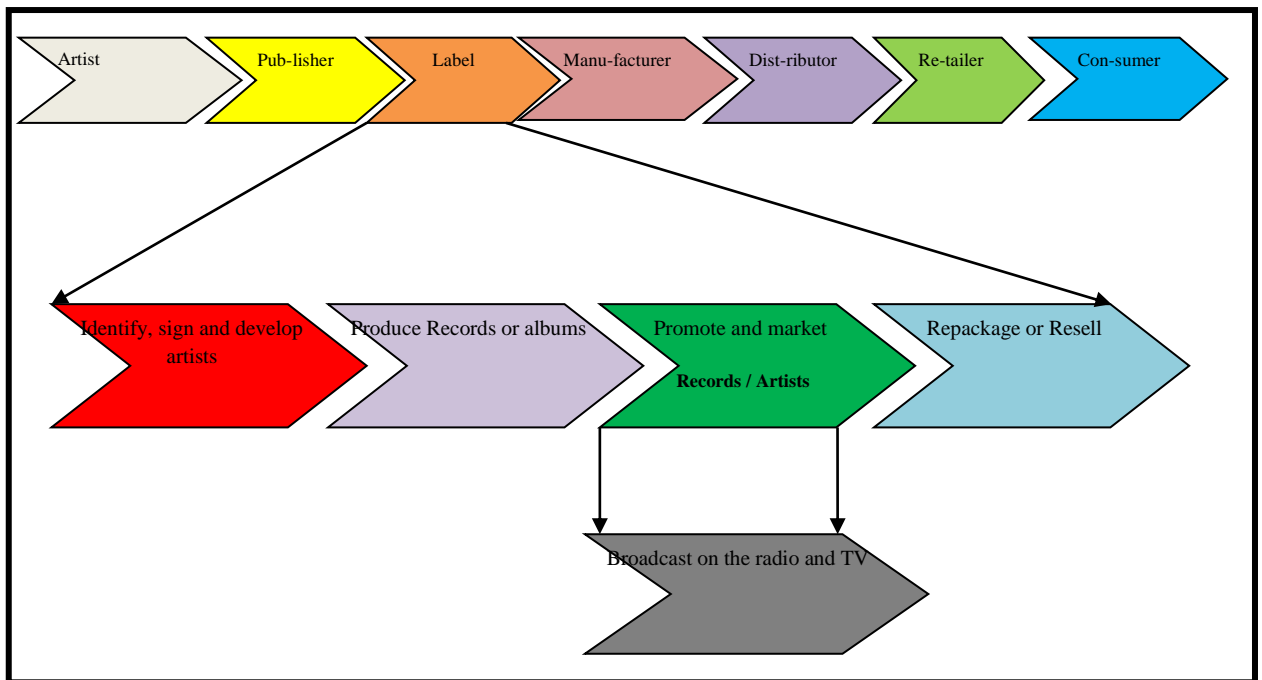 Artist
Pub-lisher
Label
Manu-facturer
Dist-ributor
Re-tailer
Con-sumer
Identify, sign and develop
artists
Produce Records or albums
Promote and market
Records / Artists
Repackage or Resell
Broadcast on the radio and TV